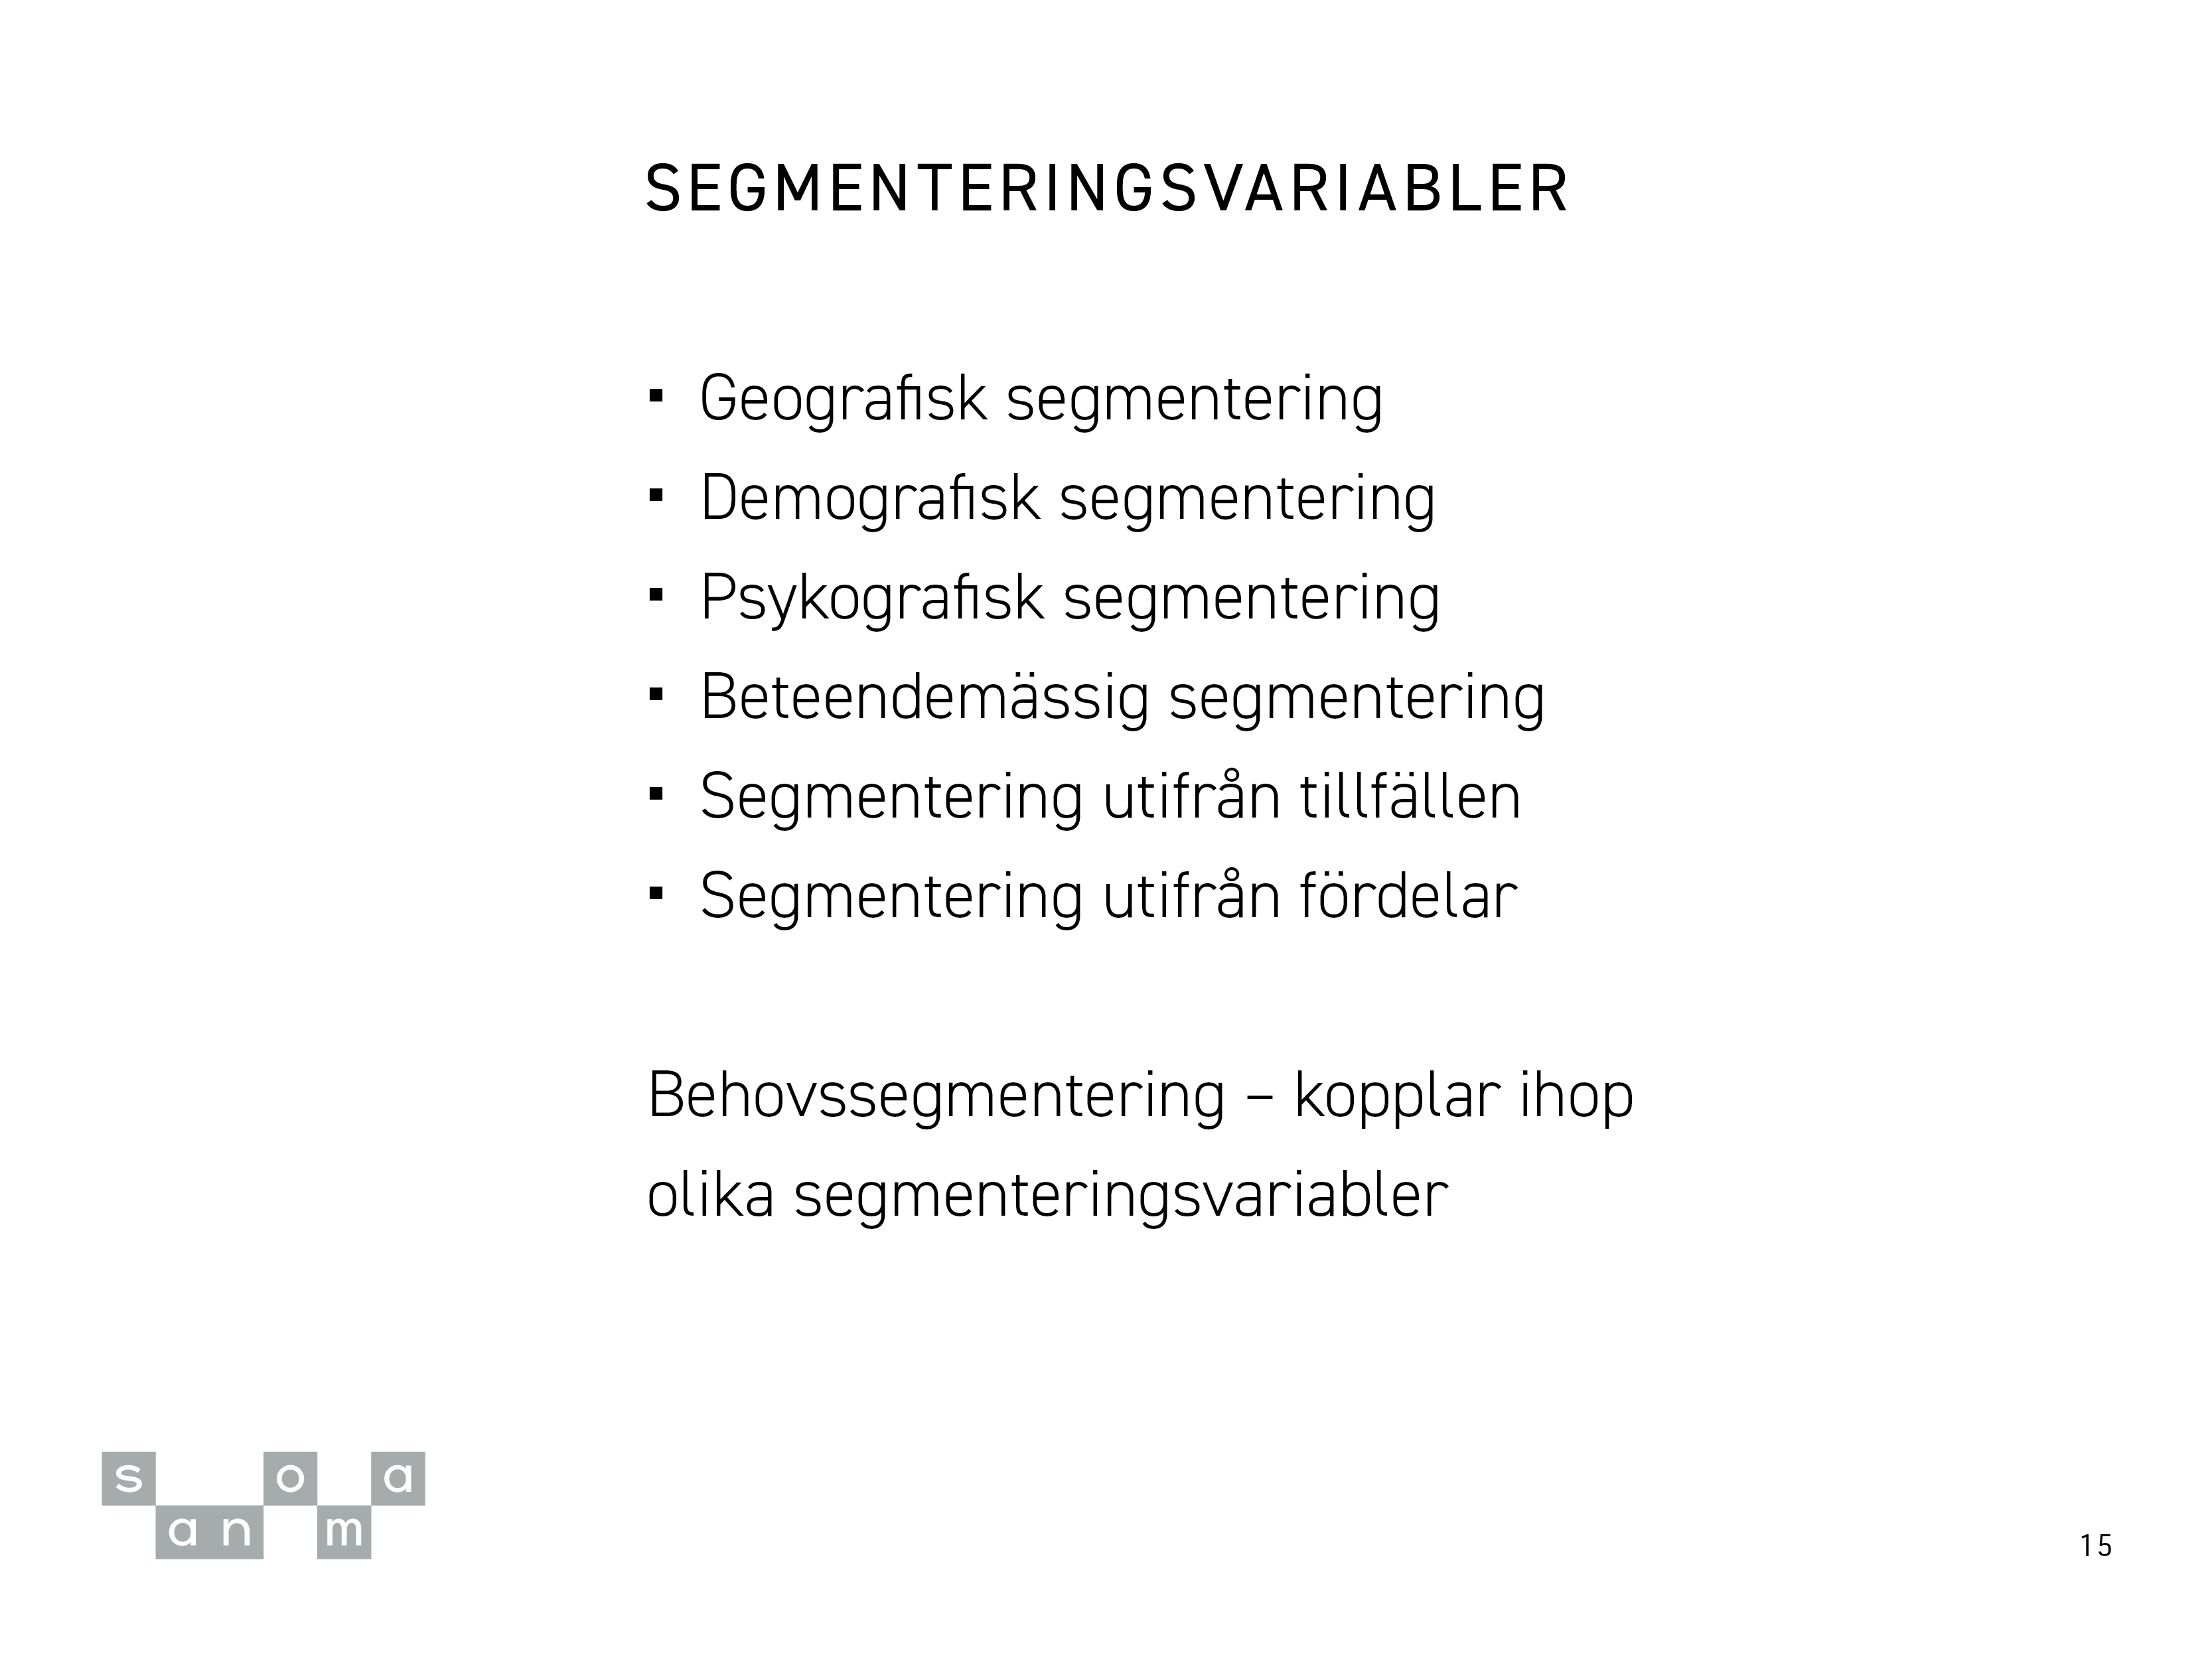 SEGMENTERINGSVARIABLER
▪ Geografisk segmentering
▪ Demografisk segmentering
▪ Psykografisk segmentering
▪ Beteendemässig segmentering
▪ Segmentering utifrån tillfällen
▪ Segmentering utifrån fördelar
Behovssegmentering – kopplar ihop
olika segmenteringsvariabler
sanoma
15